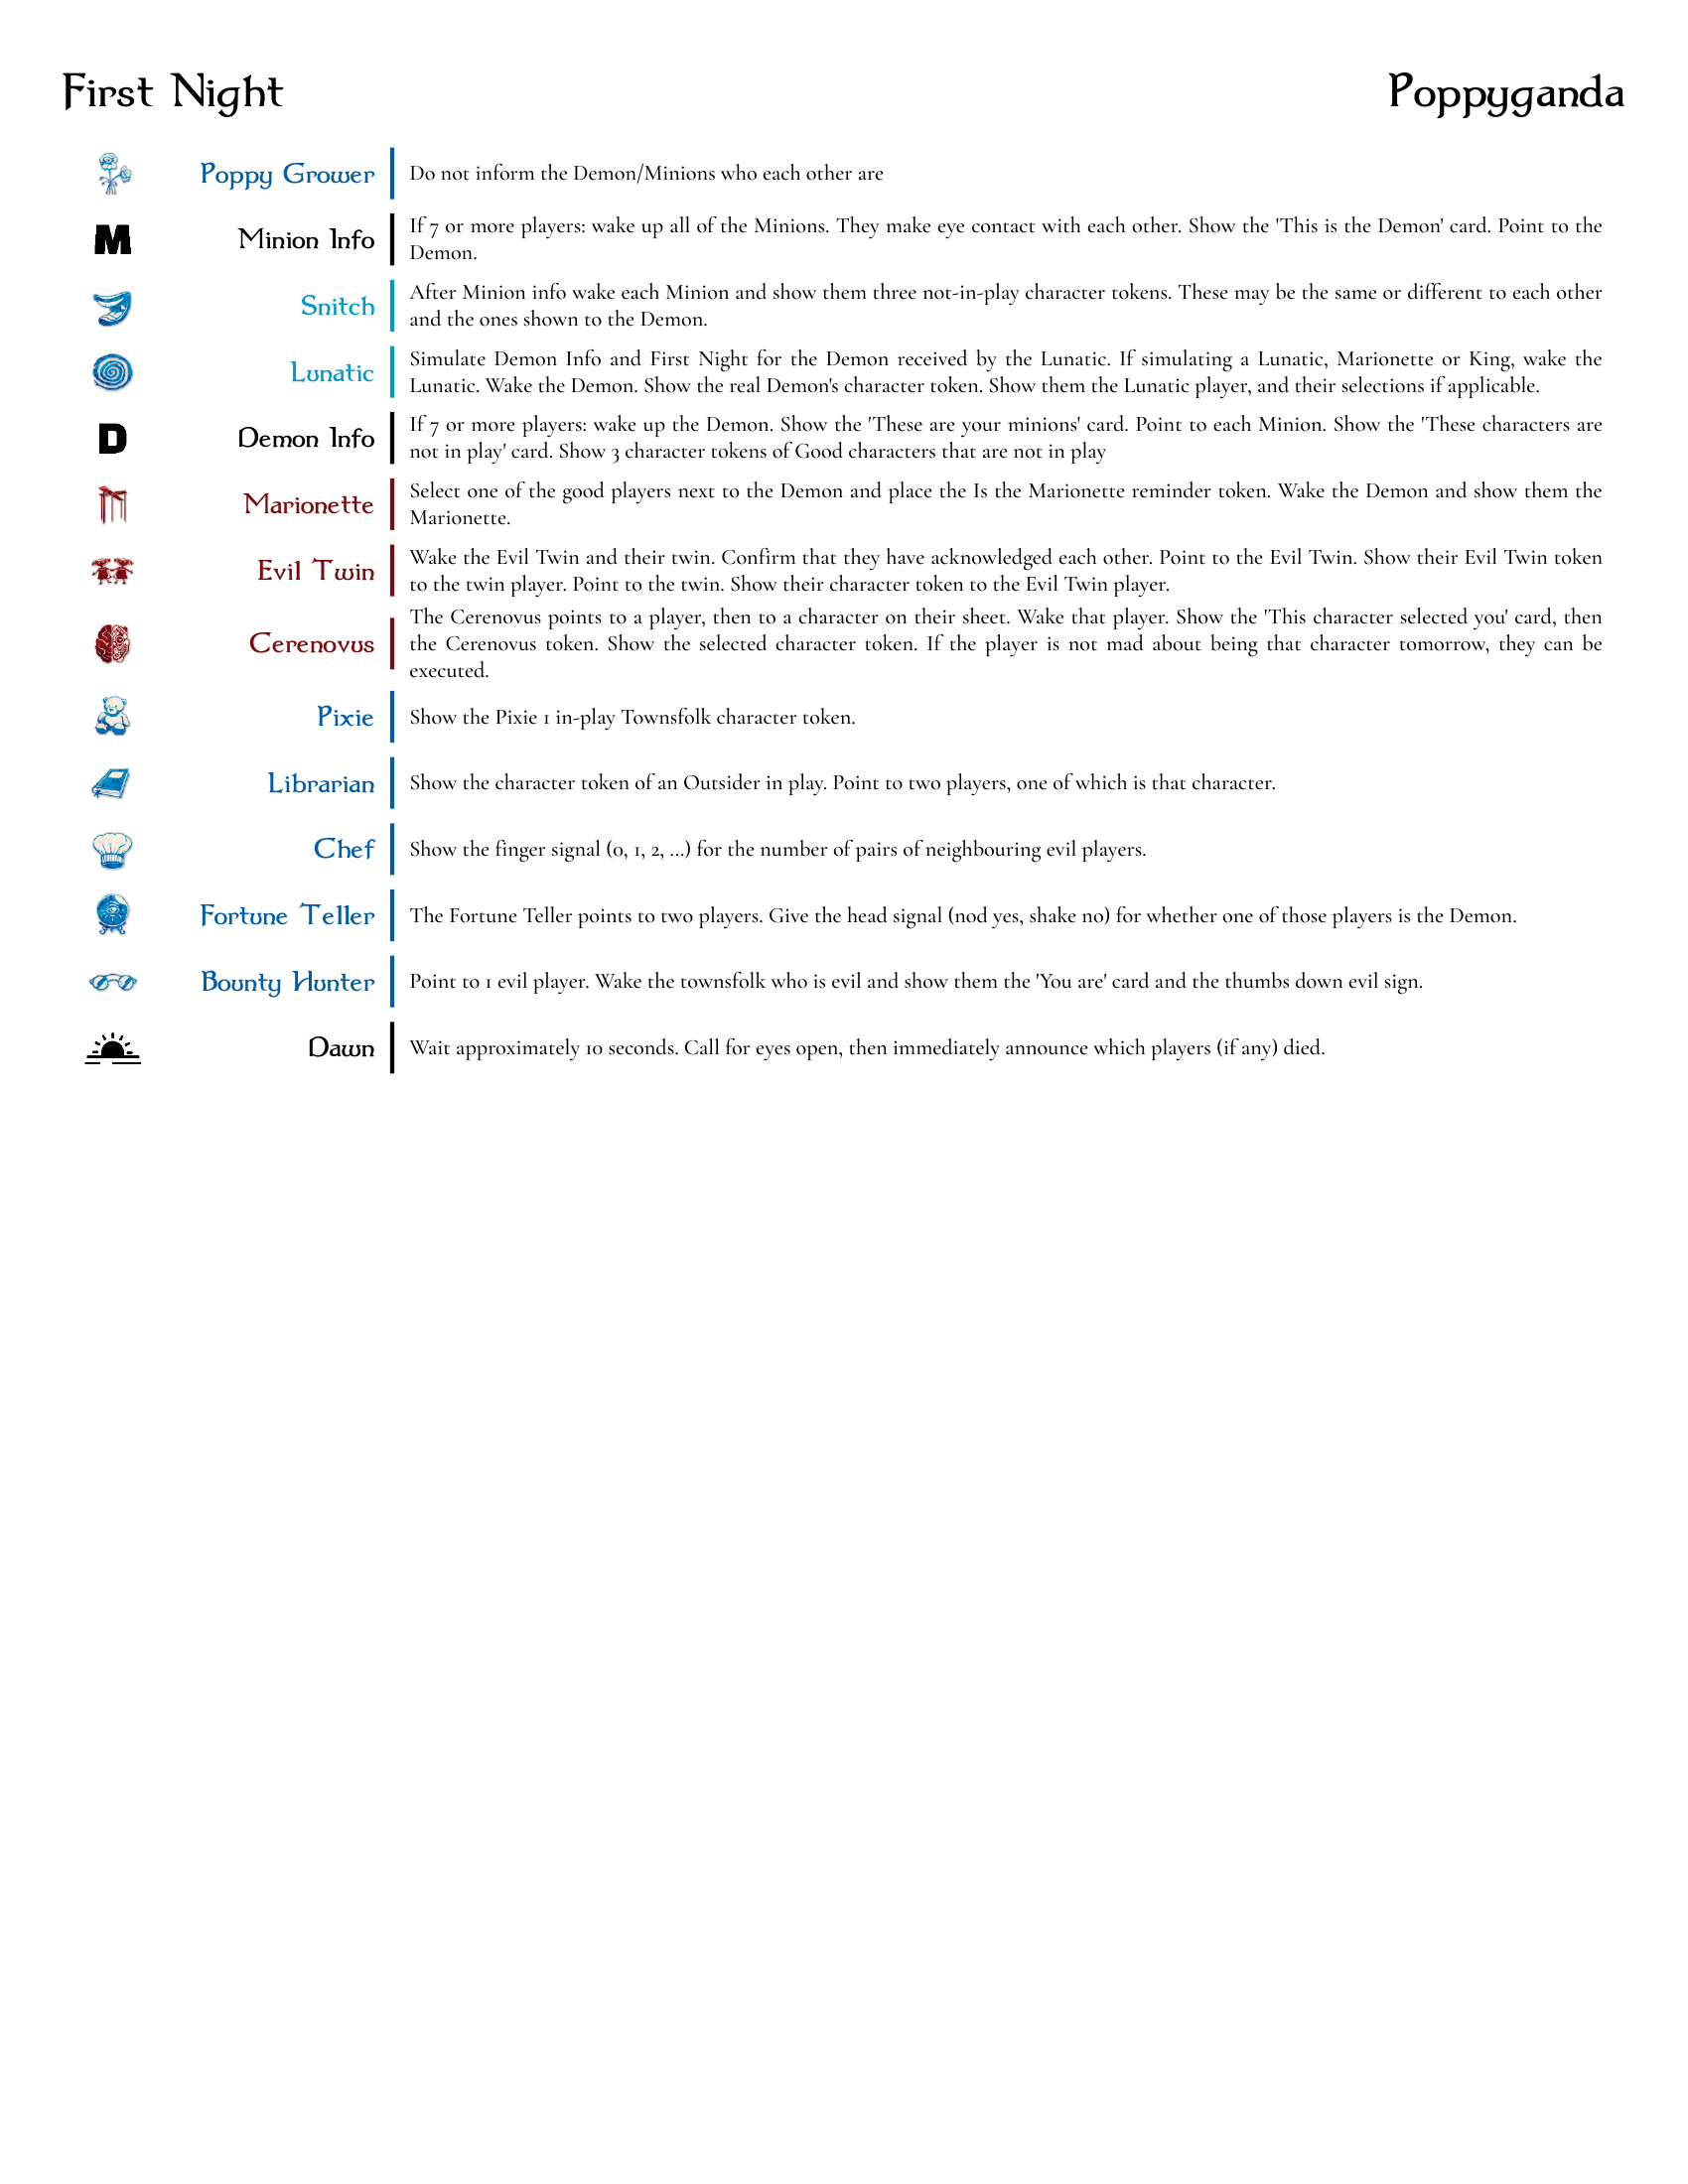 First Night
Poppyganda
Poppy Grower
Do not inform the Demon/Minions who each other are
M
Minion Info
If 7 or more players: wake up all of the Minions. They make eye contact with each other. Show the 'This is the Demon' card. Point to the
Demon.
Snitch
After Minion info wake each Minion and show them three not-in-play character tokens. These may be the same or different to each other
and the ones shown to the Demon.
Lunatic
Simulate Demon Info and First Night for the Demon received by the Lunatic. If simulating a Lunatic, Marionette or King, wake the
Lunatic. Wake the Demon. Show the real Demon's character token. Show them the Lunatic player, and their selections if applicable.
D
Demon Info
If 7 or more players: wake up the Demon. Show the 'These are your minions' card. Point to each Minion. Show the 'These characters are
not in play' card. Show 3 character tokens of Good characters that are not in play
Marionette
Select one of the good players next to the Demon and place the Is the Marionette reminder token. Wake the Demon and show them the
Marionette.
Evil Twin
Wake the Evil Twin and their twin. Confirm that they have acknowledged each other. Point to the Evil Twin. Show their Evil Twin token
to the twin player. Point to the twin. Show their character token to the Evil Twin player.
Cerenovus
The Cerenovus points to a player, then to a character on their sheet. Wake that player. Show the 'This character selected you' card, then
the Cerenovus token. Show the selected character token. If the player is not mad about being that character tomorrow, they can be
executed.
Pixie
Show the Pixie 1 in-play Townsfolk character token.
Librarian
Show the character token of an Outsider in play. Point to two players, one of which is that character.
Chef
Show the finger signal (0, 1, 2, ...) for the number of pairs of neighbouring evil players.
Fortune Teller
The Fortune Teller points to two players. Give the head signal (nod yes, shake no) for whether one of those players is the Demon.
Bounty Hunter
Point to 1 evil player. Wake the townsfolk who is evil and show them the 'You are' card and the thumbs down evil sign.
Dawn
Wait approximately 10 seconds. Call for eyes open, then immediately announce which players (if any) died.